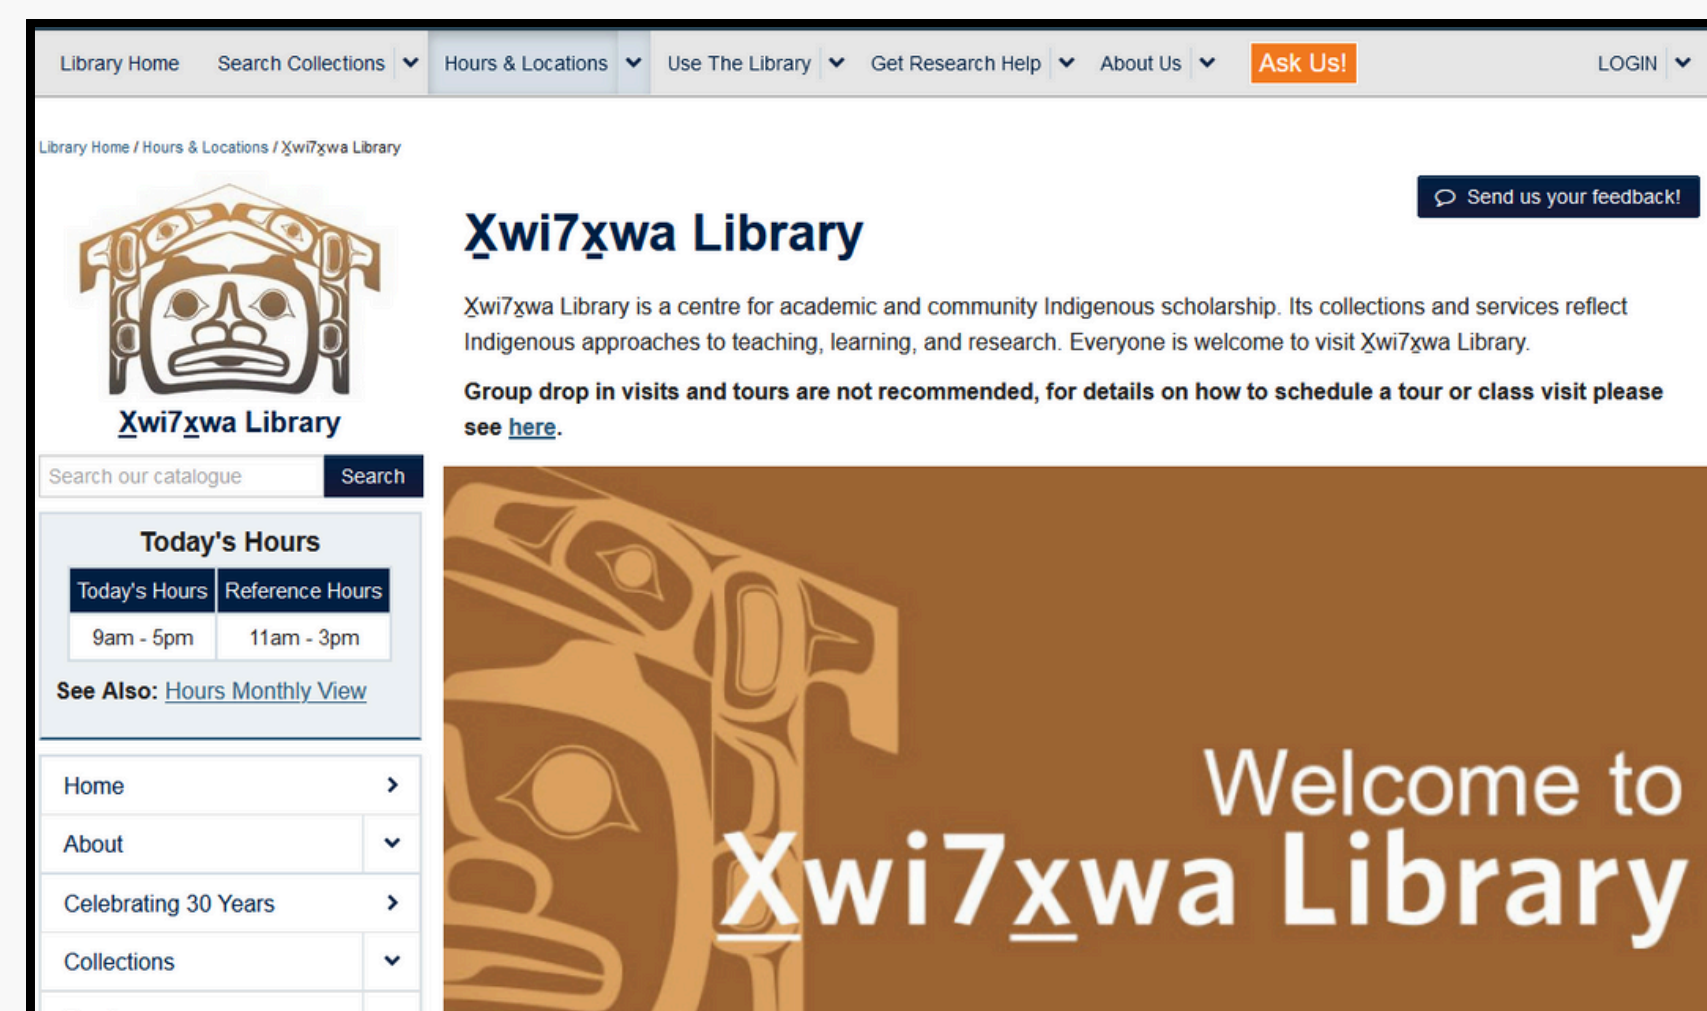 Library Home Search Collections Hours & Locations Use The Library Get Research Help About Us Ask Us! LOGIN
Library Home / Hours & Locations / X̱wi7x̱wa Library
X̱wi7x̱wa Library
Search our catalogue Search
Today's Hours
Today's Hours Reference Hours
9am - 5pm 11am - 3pm
See Also: Hours Monthly View
Home
About
Celebrating 30 Years
Collections
Send us your feedback!
X̱wi7x̱wa Library
X̱wi7x̱wa Library is a centre for academic and community Indigenous scholarship. Its collections and services reflect
Indigenous approaches to teaching, learning, and research. Everyone is welcome to visit X̱wi7x̱wa Library.
Group drop in visits and tours are not recommended, for details on how to schedule a tour or class visit please
see here.
Welcome to
X̱wi7x̱wa Library